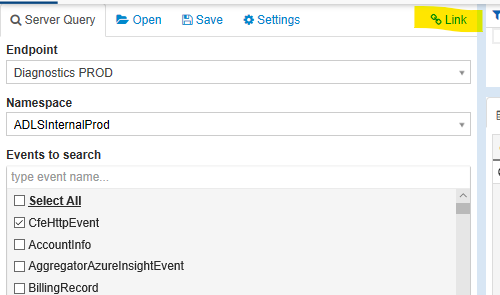 Server Query Open Save Settings Link
Endpoint
Diagnostics PROD
Namespace
ADLSInternalProd
Events to search
type event name...
Select All
CfeHttpEvent
AccountInfo
AggregatorAzureInsightEvent
BillingRecord